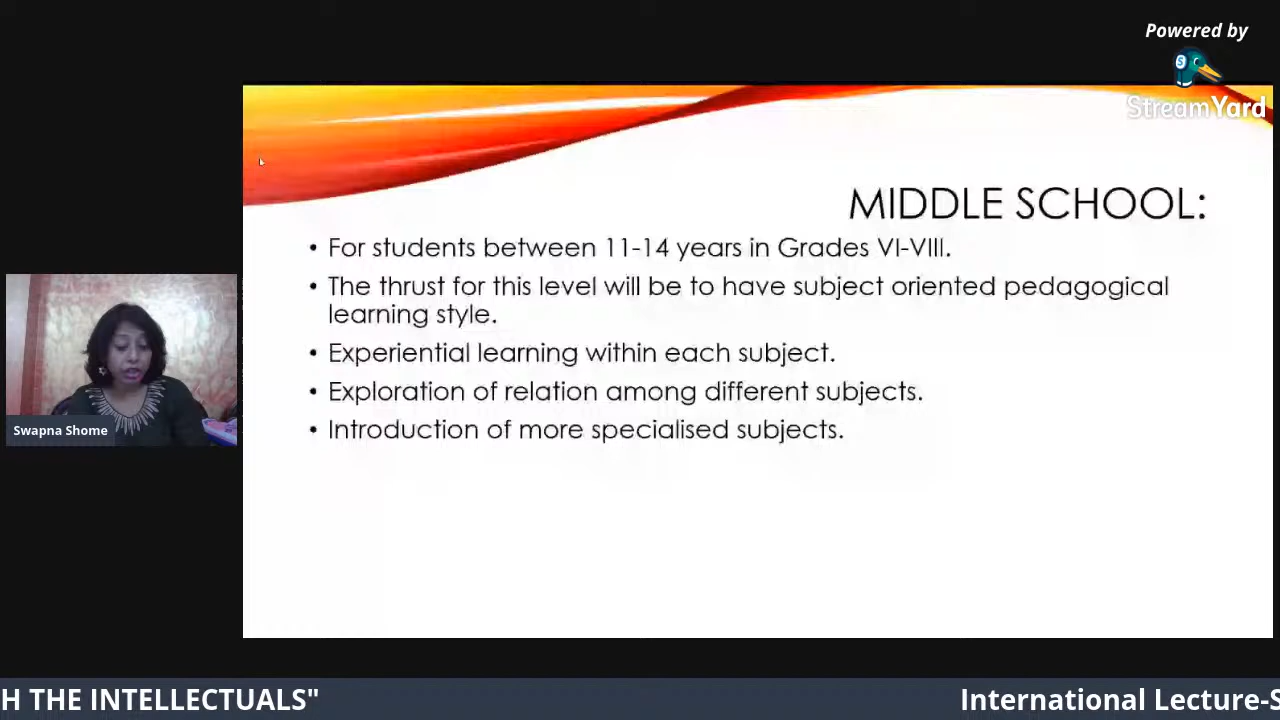 Powered by
StreamYard
MIDDLE SCHOOL:
• For students between 11-14 years in Grades VI-VIII.
• The thrust for this level will be to have subject oriented pedagogical
learning style.
• Experiential learning within each subject.
• Exploration of relation among different subjects.
• Introduction of more specialised subjects.
Swapna Shome
H THE INTELLECTUALS"
International Lecture-S